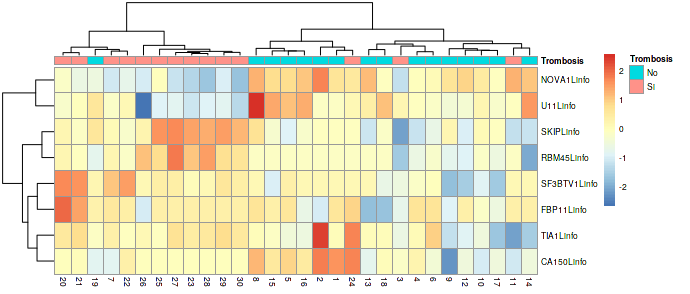 Trombosis
Trombosis
No
SI
2
1
0
-1
-2
NOVA1Linfo
U11Linfo
SKIPLinfo
RBM45Linfo
SF3BTV1Linfo
FBP11Linfo
TIA1Linfo
CA150Linfo
20 21 19 7 22 26 25 27 23 28 29 30 8 15 5 16 2 1 24 13 18 3 4 6 9 12 10 17 11 14